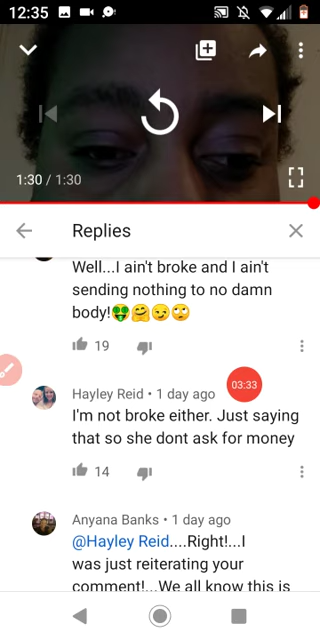 12:35
1:30 / 1:30
Replies
Well...I ain't broke and I ain't
sending nothing to no damn
body!🤑🤗😏🙄
19
03:33
Hayley Reid • 1 day ago
I'm not broke either. Just saying
that so she dont ask for money
14
Anyana Banks • 1 day ago
@Hayley Reid....Right!...I
was just reiterating your
comment!...We all know this is